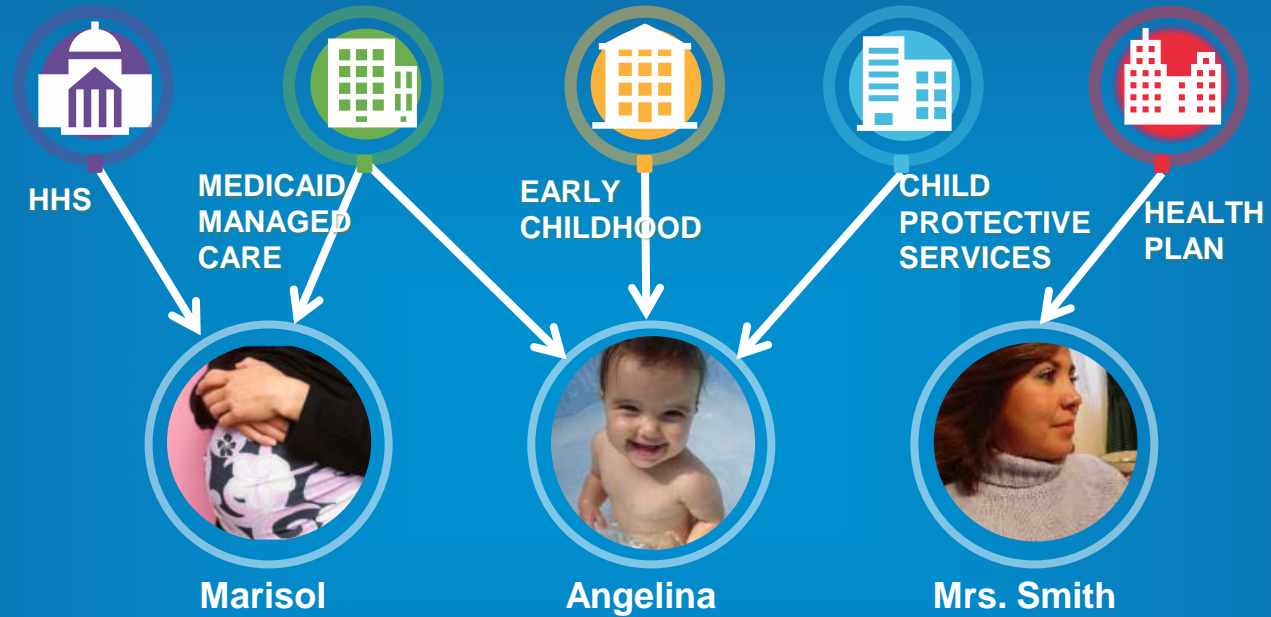 HHS
MEDICAID
MANAGED
CARE
EARLY
CHILDHOOD
CHILD
PROTECTIVE
SERVICES
HEALTH
PLAN
Marisol
Angelina
Mrs. Smith